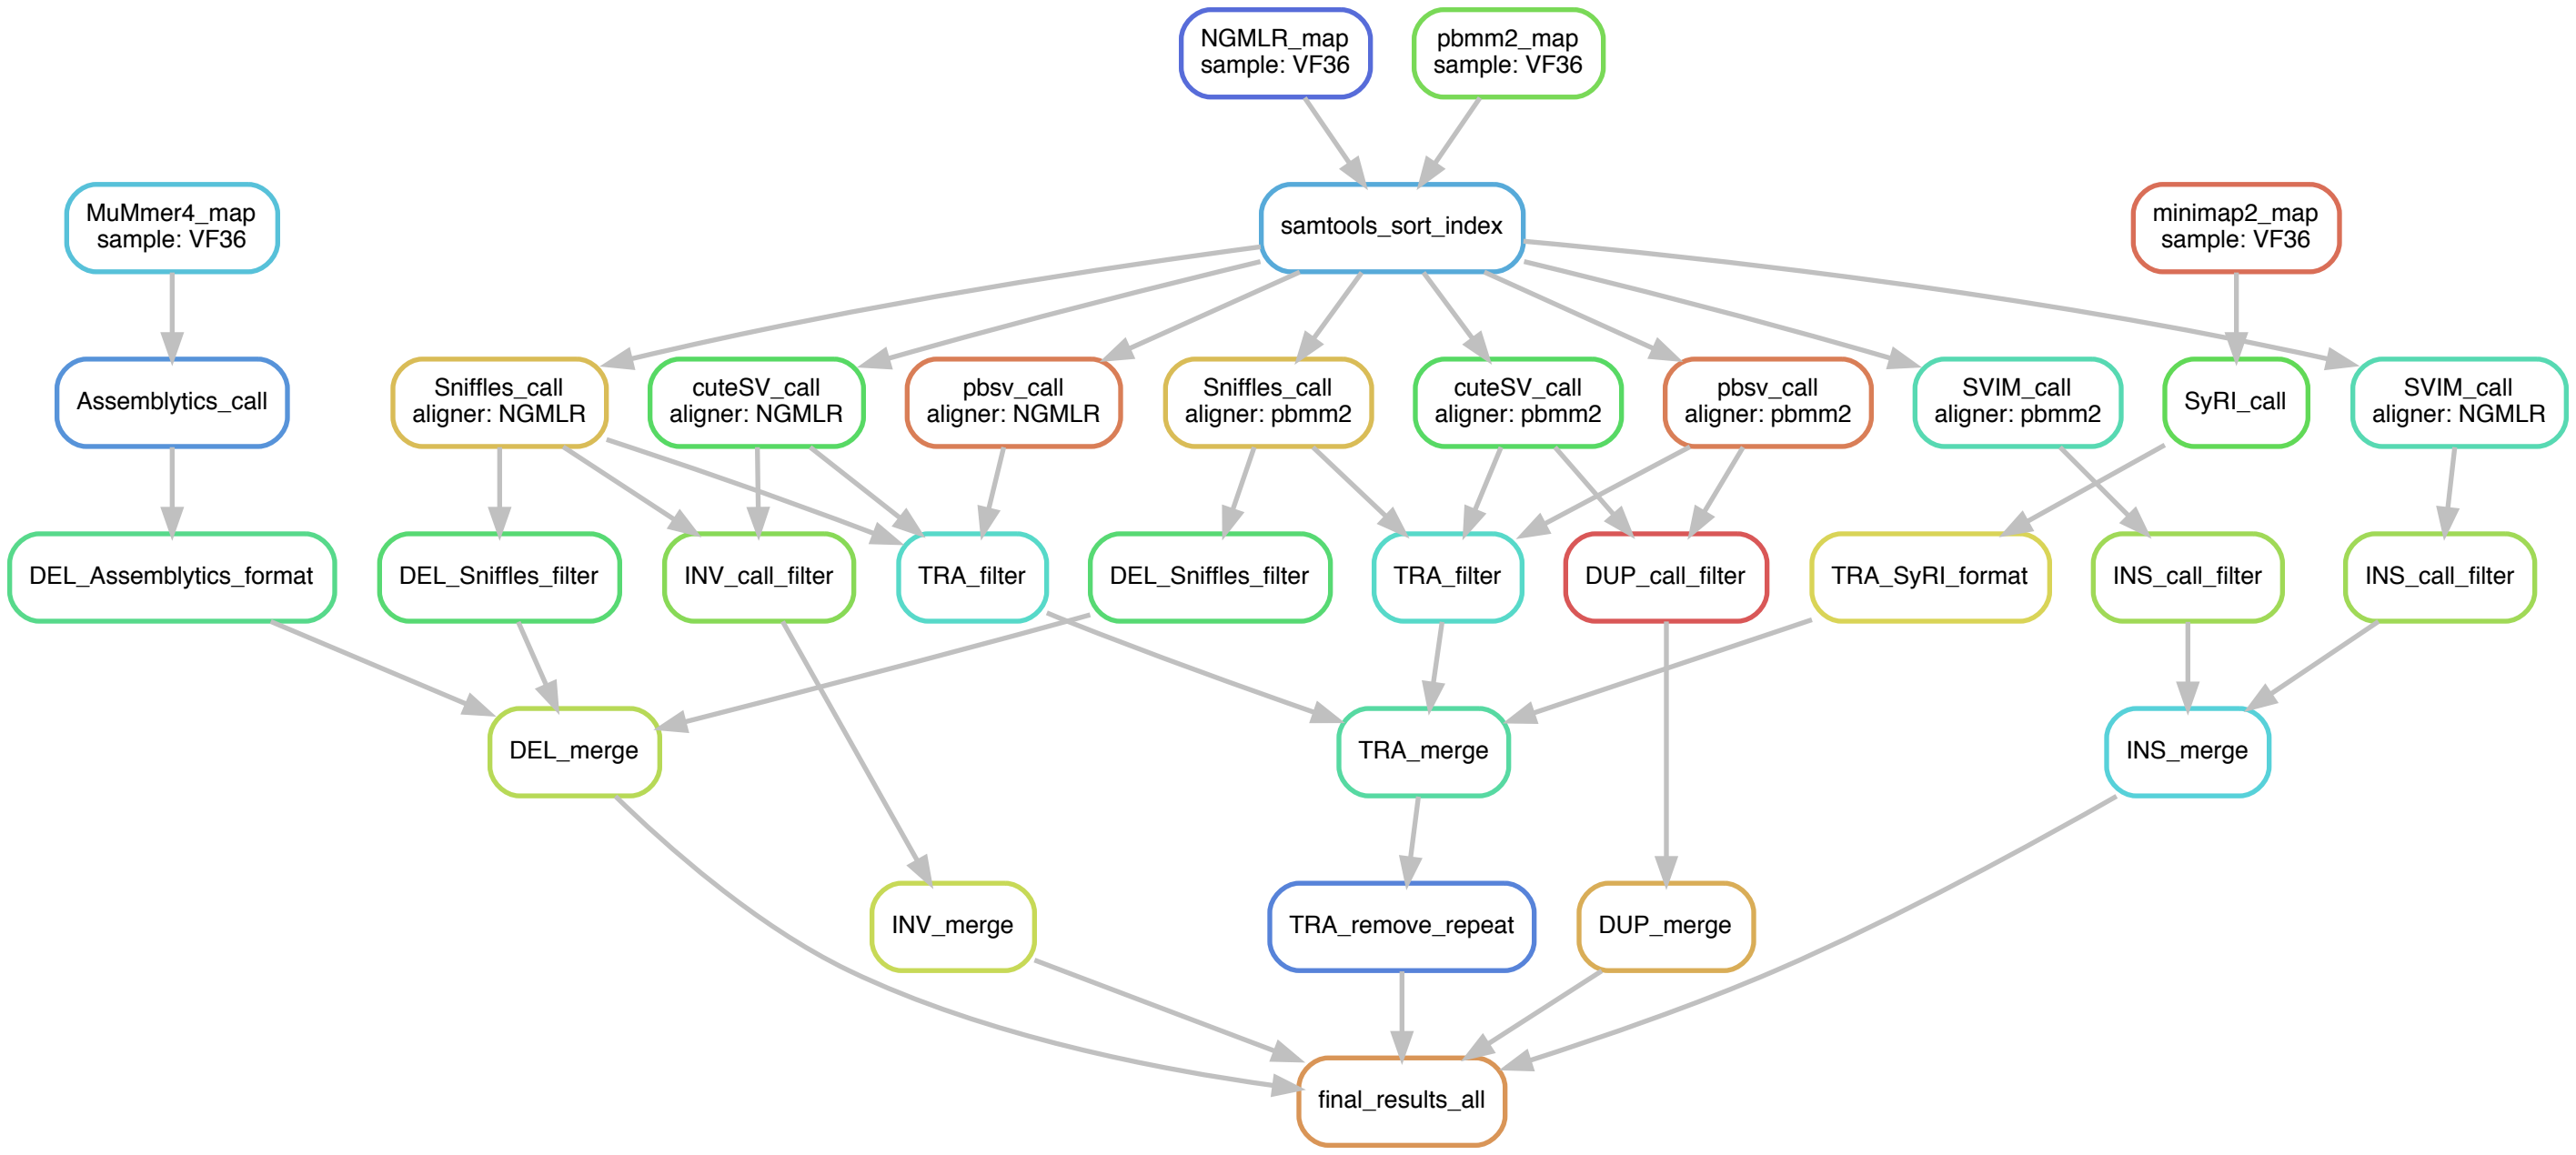 NGMLR_map
sample: VF36
pbmm2_map
sample: VF36
MuMmer4_map
sample: VF36
samtools_sort_index
minimap2_map
sample: VF36
Assemblytics_call
Sniffles_call
aligner: NGMLR
cuteSV_call
aligner: NGMLR
pbsv_call
aligner: NGMLR
Sniffles_call
aligner: pbmm2
cuteSV_call
aligner: pbmm2
pbsv_call
aligner: pbmm2
SVIM_call
aligner: pbmm2
SyRI_call
SVIM_call
aligner: NGMLR
DEL_Assemblytics_format
DEL_Sniffles_filter
INV_call_filter
TRA_filter
DEL_Sniffles_filter
TRA_filter
DUP_call_filter
TRA_SyRI_format
INS_call_filter
INS_call_filter
DEL_merge
TRA_merge
INS_merge
INV_merge
TRA_remove_repeat
DUP_merge
final_results_all